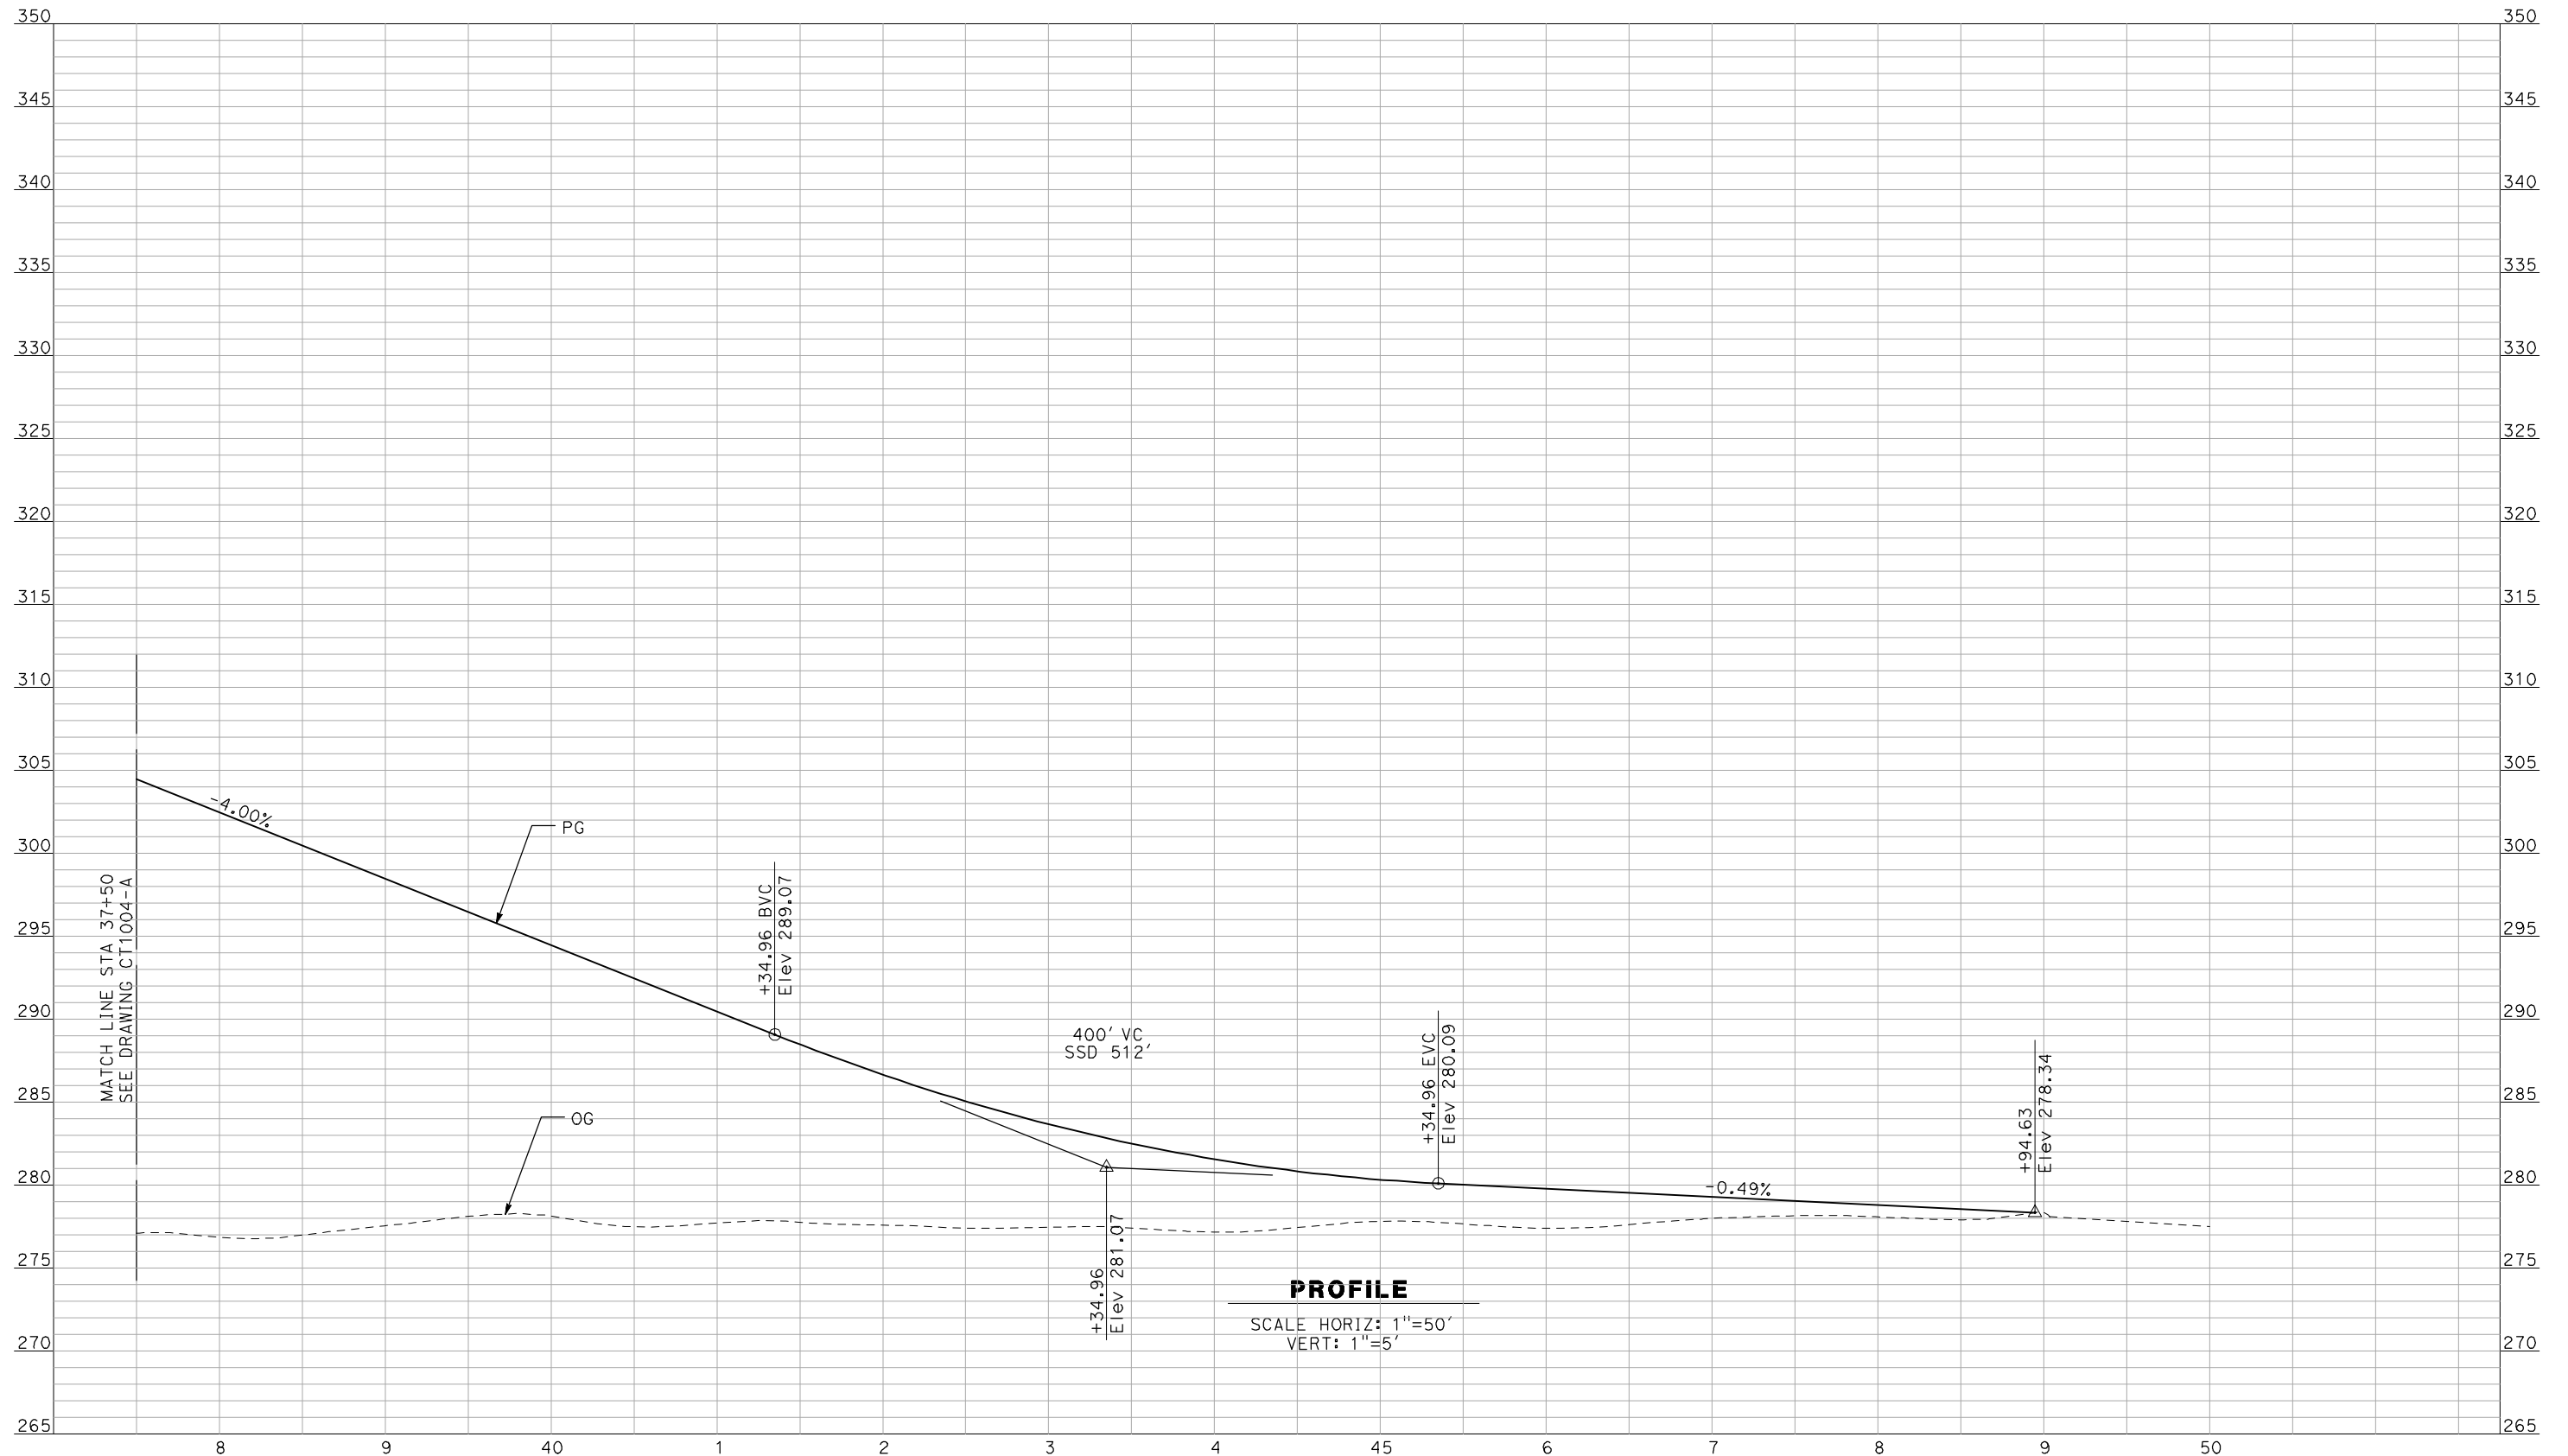 350
350
345
345
340
340
335
335
330
330
325
325
320
320
315
315
310
310
305
305
-4.00%
PG
300
300
MATCH LINE STA 37+50
SEE DRAWING CT1004-A
+34.96 BVC
Elev 289.07
295
295
290
290
400' VC
SSD 512'
+34.96 EVC
Elev 280.09
+94.63
Elev 278.34
285
285
OG
280
280
-0.49%
+34.96
Elev 281.07
275
275
PROFILE
SCALE HORIZ: 1"=50'
VERT: 1"=5'
270
270
265
265
8 9 40 1 2 3 4 45 6 7 8 9 50